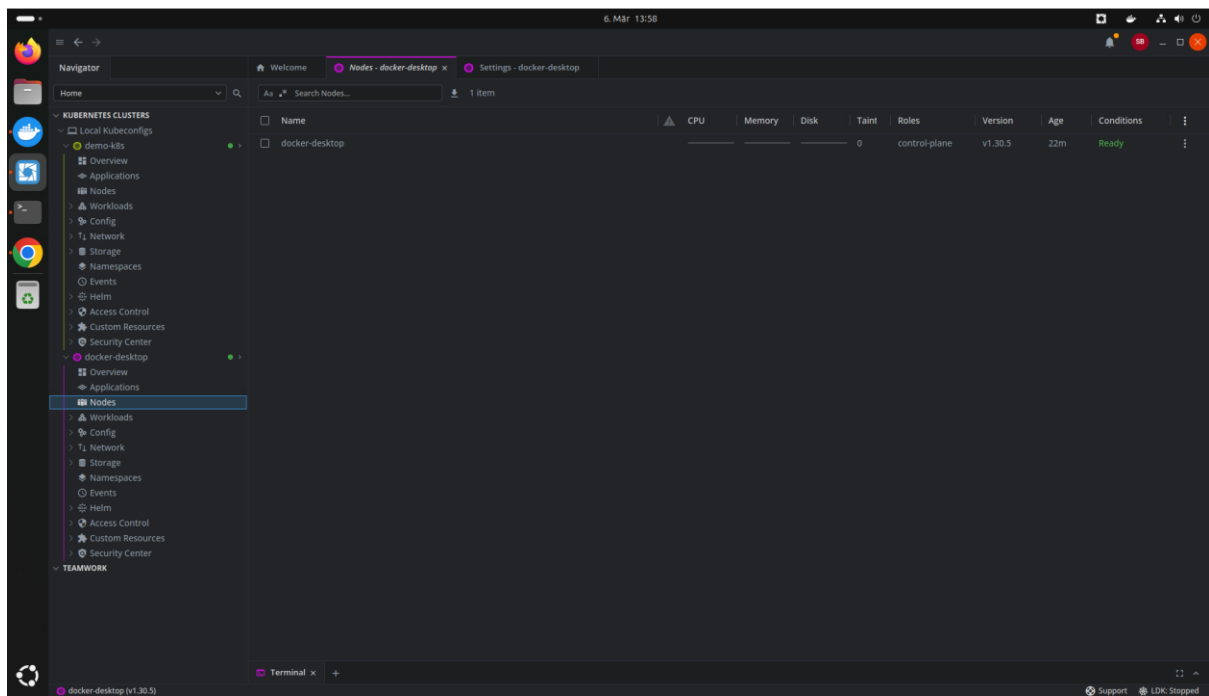 6. Mär 13:58
SB
Navigator
Welcome
Nodes - docker-desktop
Settings - docker-desktop
Home
Aa .* Search Nodes...
1 item
KUBERNETES CLUSTERS
Local Kubeconfigs
demo-k8s
Overview
Applications
Nodes
Workloads
Config
Network
Storage
Namespaces
Events
Helm
Access Control
Custom Resources
Security Center
docker-desktop
Overview
Applications
Nodes
Workloads
Config
Network
Storage
Namespaces
Events
Helm
Access Control
Custom Resources
Security Center
TEAMWORK
Name CPU Memory Disk Taint Roles Version Age Conditions
docker-desktop 0 control-plane v1.30.5 22m Ready
Terminal
docker-desktop (v1.30.5)
Support LDK: Stopped